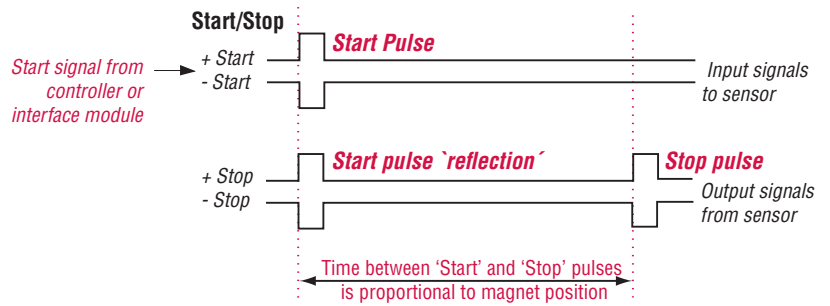 Start/Stop
Start Pulse
+ Start
- Start
Start signal from
controller or
interface module
Input signals
to sensor
Start pulse `reflection´
Stop pulse
+ Stop
- Stop
Output signals
from sensor
Time between ‘Start’ and ‘Stop’ pulses
is proportional to magnet position